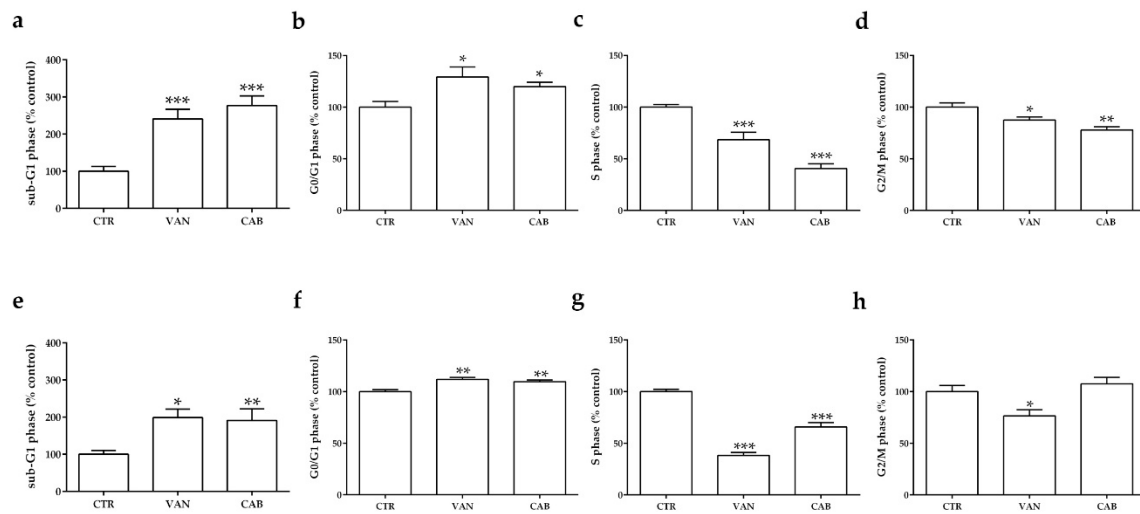 a
sub-G1 phase (% control)
400
300
200
100
0
***
***
CTR
VAN
CAB
b
G0/G1 phase (% control)
150
100
50
0
*
*
CTR
VAN
CAB
c
S phase (% control)
150
100
50
0
***
***
CTR
VAN
CAB
d
G2/M phase (% control)
150
100
50
0
*
**
CTR
VAN
CAB
e
sub-G1 phase (% control)
400
300
200
100
0
*
**
CTR
VAN
CAB
f
G0/G1 phase (% control)
150
100
50
0
**
**
CTR
VAN
CAB
g
S phase (% control)
150
100
50
0
***
***
CTR
VAN
CAB
h
G2/M phase (% control)
150
100
50
0
*
CTR
VAN
CAB